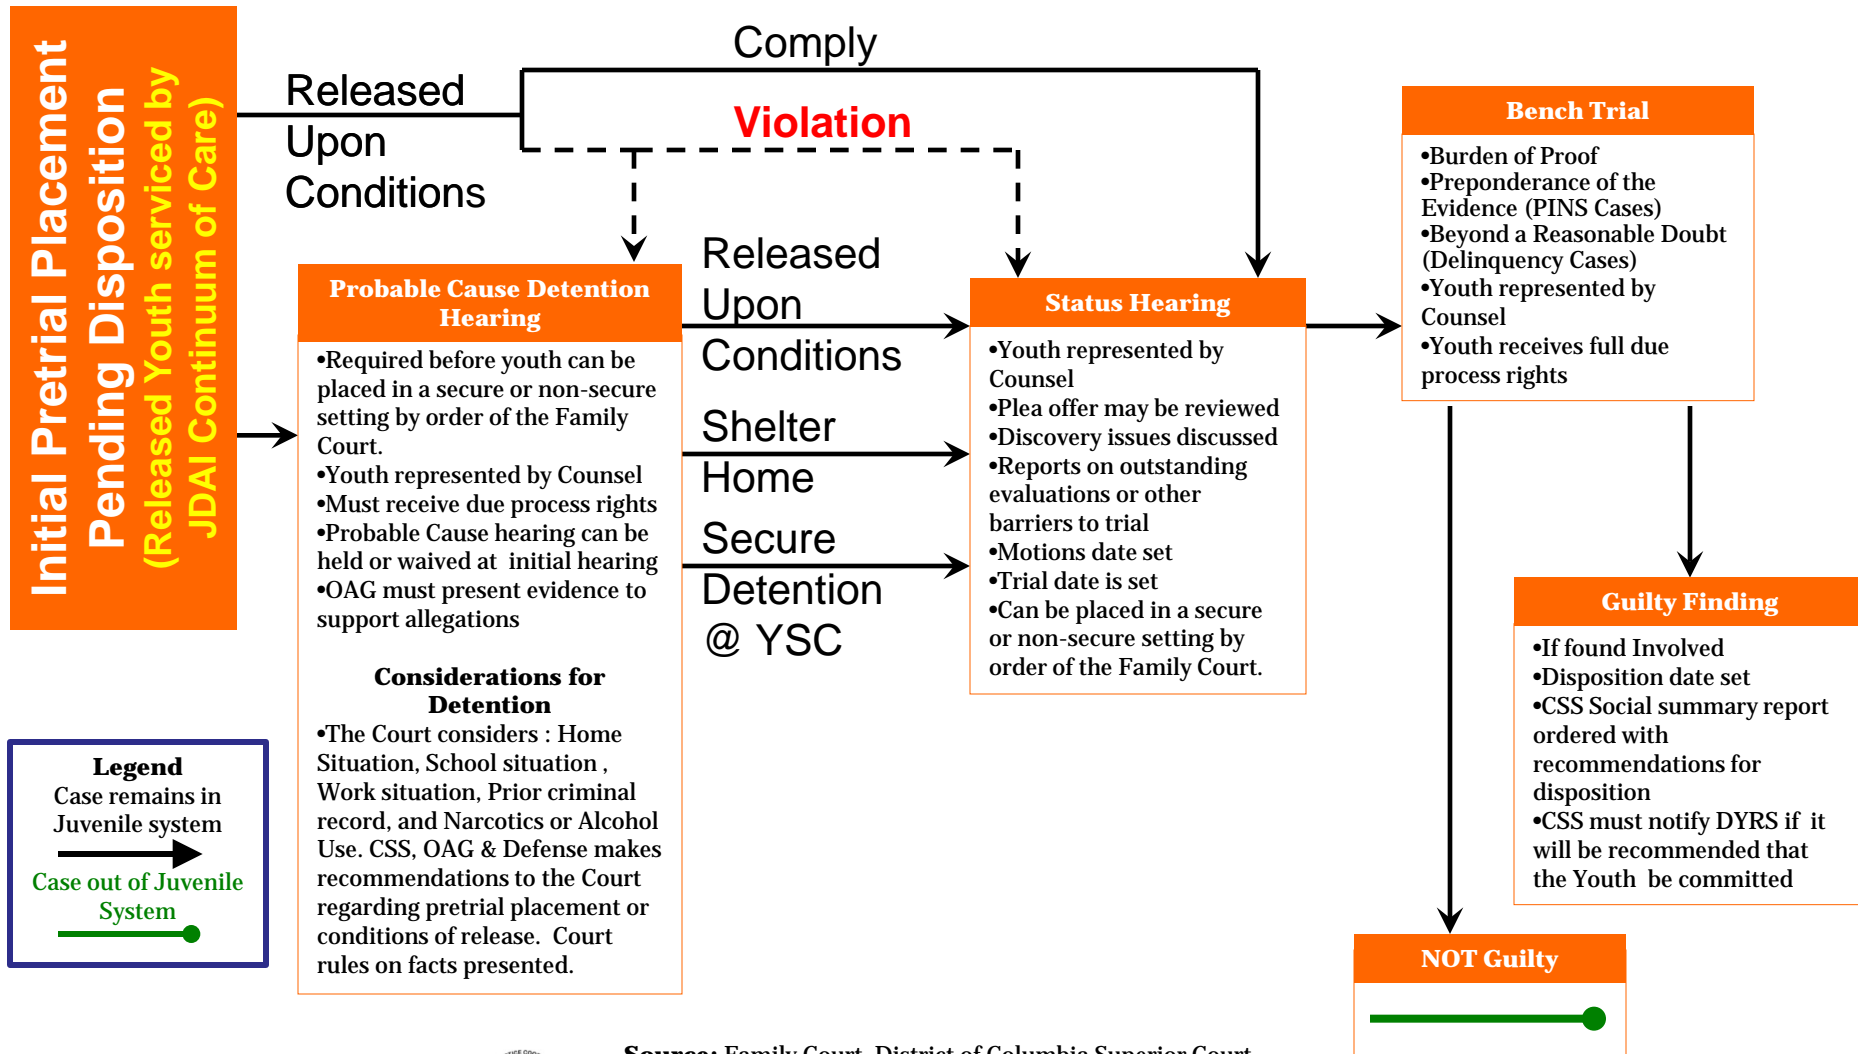 Initial Pretrial Placement
Pending Disposition
(Released Youth serviced by
JDAI Continuum of Care)
Released
Upon
Conditions
Comply
Violation
Probable Cause Detention
Hearing
•Required before youth can be
placed in a secure or non-secure
setting by order of the Family
Court.
•Youth represented by Counsel
•Must receive due process rights
•Probable Cause hearing can be
held or waived at initial hearing
•OAG must present evidence to
support allegations
Considerations for
Detention
•The Court considers : Home
Situation, School situation ,
Work situation, Prior criminal
record, and Narcotics or Alcohol
Use. CSS, OAG & Defense makes
recommendations to the Court
regarding pretrial placement or
conditions of release. Court
rules on facts presented.
Released
Upon
Conditions
Shelter
Home
Secure
Detention
@ YSC
Status Hearing
•Youth represented by
Counsel
•Plea offer may be reviewed
•Discovery issues discussed
•Reports on outstanding
evaluations or other
barriers to trial
•Motions date set
•Trial date is set
•Can be placed in a secure
or non-secure setting by
order of the Family Court.
Bench Trial
•Burden of Proof
•Preponderance of the
Evidence (PINS Cases)
•Beyond a Reasonable Doubt
(Delinquency Cases)
•Youth represented by
Counsel
•Youth receives full due
process rights
Guilty Finding
•If found Involved
•Disposition date set
•CSS Social summary report
ordered with
recommendations for
disposition
•CSS must notify DYRS if it
will be recommended that
the Youth be committed
NOT Guilty
Legend
Case remains in
Juvenile system
Case out of Juvenile
System
Source: Family Court, District of Columbia Superior Court